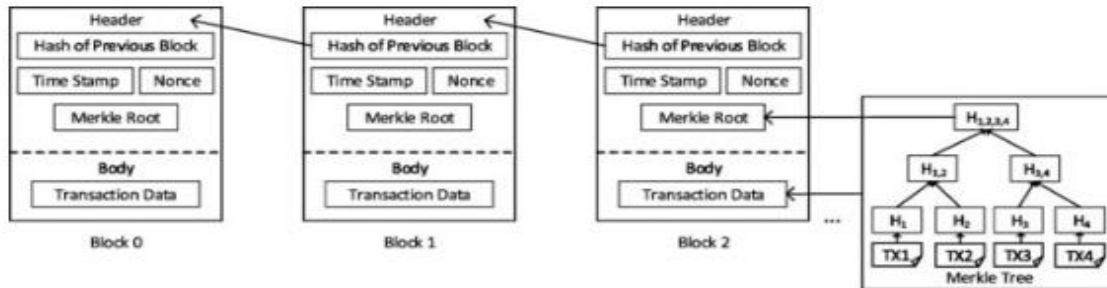 Header
Hash of Previous Block
Time Stamp
Nonce
Merkle Root
Body
Transaction Data
Block 0
Header
Hash of Previous Block
Time Stamp
Nonce
Merkle Root
Body
Transaction Data
Block 1
Header
Hash of Previous Block
Time Stamp
Nonce
Merkle Root
Body
Transaction Data
Block 2
...
H1,2,3,4
H1,2 H3,4
H1 H2 H3 H4
TX1 TX2 TX3 TX4
Merkle Tree